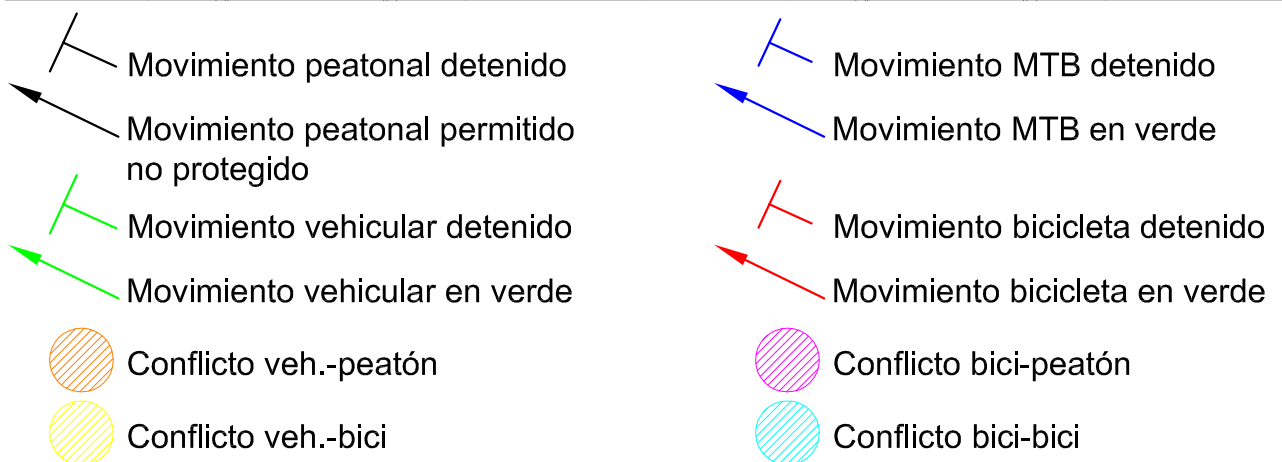 Movimiento peatonal detenido
Movimiento peatonal permitido
no protegido
Movimiento vehicular detenido
Movimiento vehicular en verde
Conflicto veh.-peatón
Conflicto veh.-bici
Movimiento MTB detenido
Movimiento MTB en verde
Movimiento bicicleta detenido
Movimiento bicicleta en verde
Conflicto bici-peatón
Conflicto bici-bici